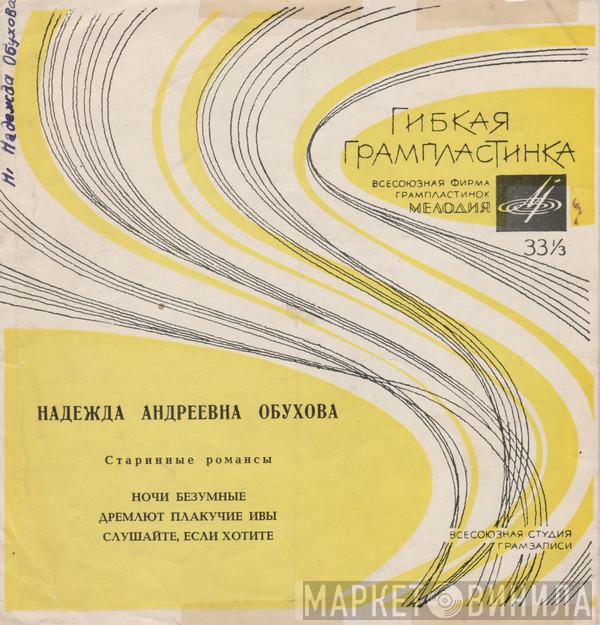 Н. Надежда Обухова
ГИБКАЯ
ГРАМПЛАСТИНКА
ВСЕСОЮЗНАЯ ФИРМА
ГРАМПЛАСТИНОК
МЕЛОДИЯ
33⅓
НАДЕЖДА АНДРЕЕВНА ОБУХОВА
Старинные романсы
НОЧИ БЕЗУМНЫЕ
ДРЕМЛЮТ ПЛАКУЧИЕ ИВЫ
СЛУШАЙТЕ, ЕСЛИ ХОТИТЕ
ВСЕСОЮЗНАЯ СТУДИЯ
ГРАМЗАПИСИ
МАРКЕТ ВИНИЛА